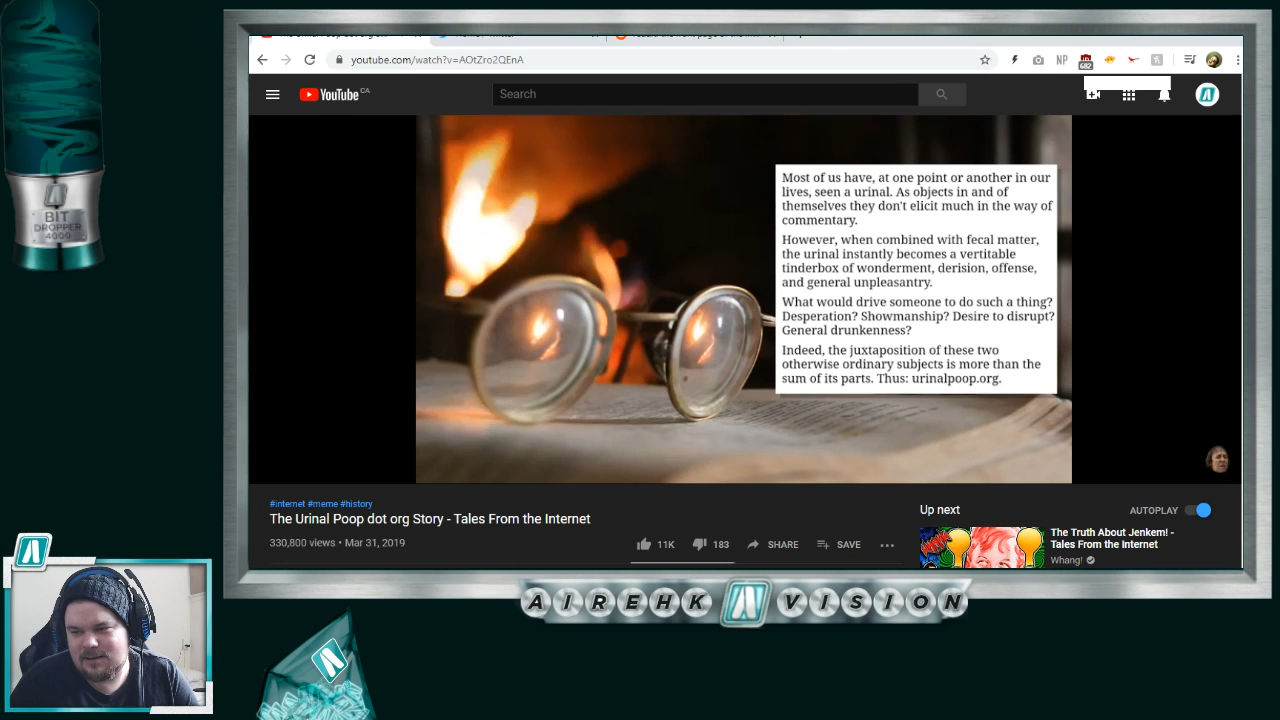 youtube.com/watch?v=AOtZro2QEnA
NP
682
YouTube CA
Search
Most of us have, at one point or another in our
lives, seen a urinal. As objects in and of
themselves they don't elicit much in the way of
commentary.
However, when combined with fecal matter,
the urinal instantly becomes a vertitable
tinderbox of wonderment, derision, offense,
and general unpleasantry.
What would drive someone to do such a thing?
Desperation? Showmanship? Desire to disrupt?
General drunkenness?
Indeed, the juxtaposition of these two
otherwise ordinary subjects is more than the
sum of its parts. Thus: urinalpoop.org.
#internet #meme #history
The Urinal Poop dot org Story - Tales From the Internet
330,800 views • Mar 31, 2019
11K
183
SHARE
SAVE
Up next
AUTOPLAY
The Truth About Jenkem! -
Tales From the Internet
Whang!
BIT
DROPPER
4000
AIREHK VISION